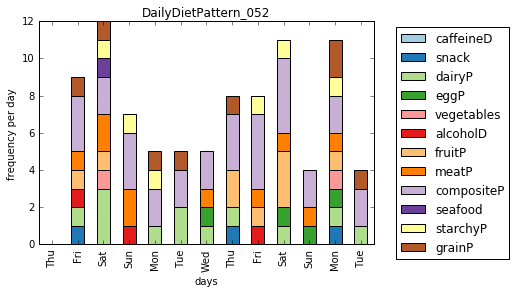 DailyDietPattern_052
frequency per day
12
10
8
6
4
2
0
Thu Fri Sat Sun Mon Tue Wed Thu Fri Sat Sun Mon Tue
days
caffeineD
snack
dairyP
eggP
vegetables
alcoholD
fruitP
meatP
compositeP
seafood
starchyP
grainP